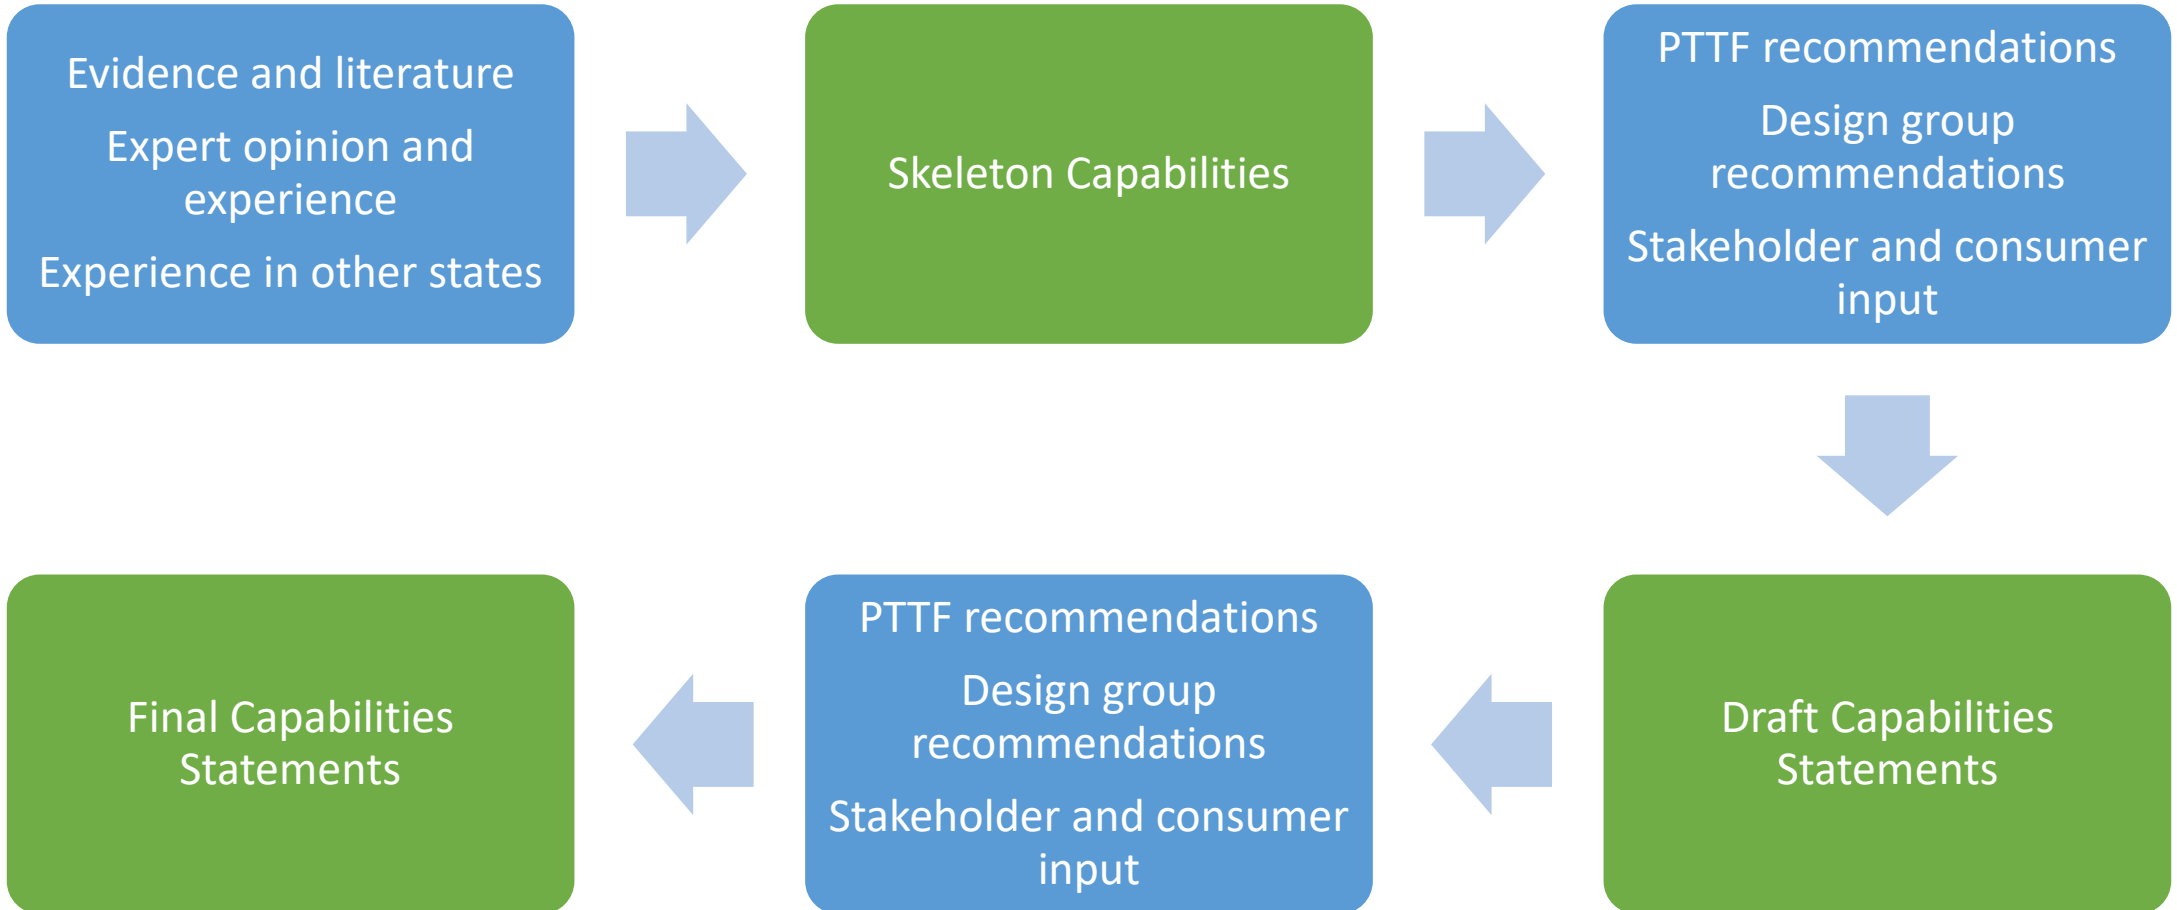 Evidence and literature
Expert opinion and
experience
Experience in other states
Skeleton Capabilities
PTTF recommendations
Design group
recommendations
Stakeholder and consumer
input
Final Capabilities
Statements
PTTF recommendations
Design group
recommendations
Stakeholder and consumer
input
Draft Capabilities
Statements